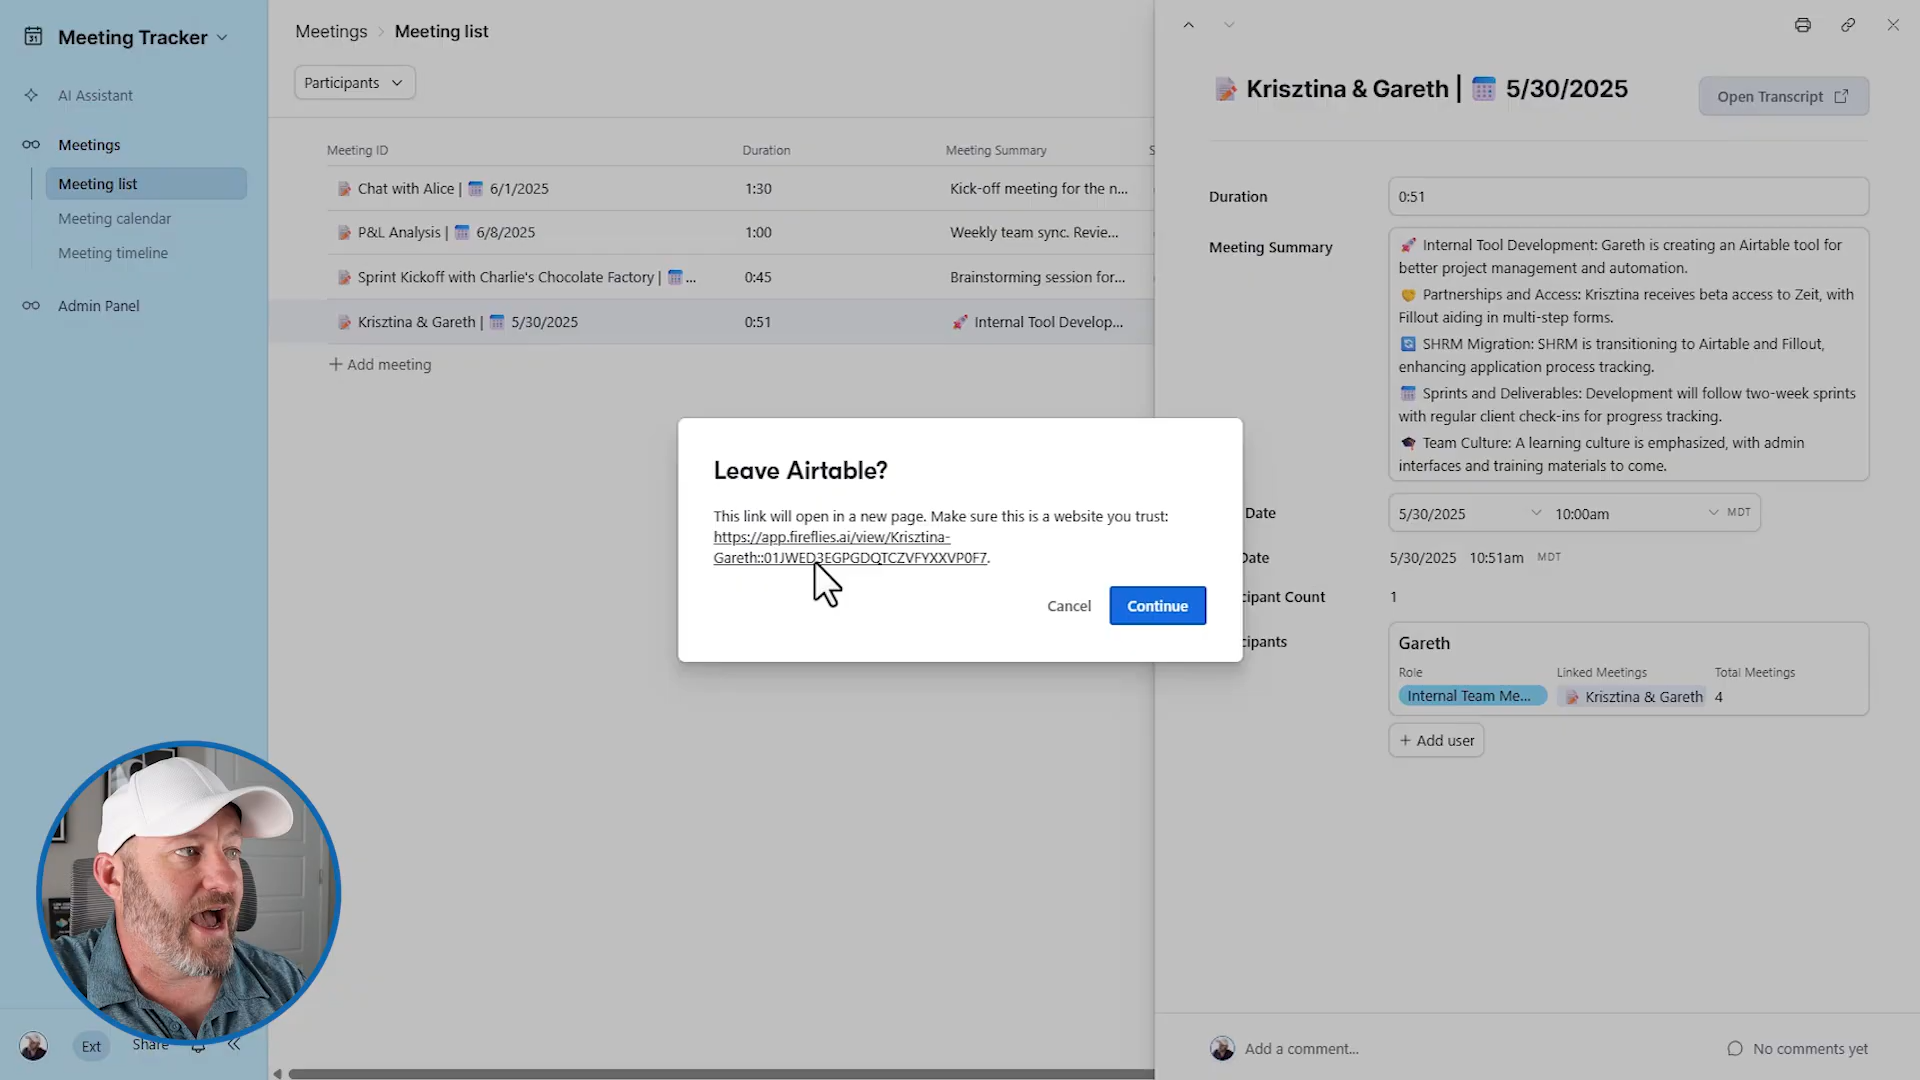 Meeting Tracker
AI Assistant
Meetings
Meeting list
Meeting calendar
Meeting timeline
Admin Panel
Ext
Share
Meetings
Meeting list
Participants
Meeting ID
Duration
Meeting Summary
S
Chat with Alice | 6/1/2025
1:30
Kick-off meeting for the n...
P&L Analysis | 6/8/2025
1:00
Weekly team sync. Revie...
Sprint Kickoff with Charlie's Chocolate Factory | ...
0:45
Brainstorming session for...
Krisztina & Gareth | 5/30/2025
0:51
Internal Tool Develop...
Add meeting
Leave Airtable?
This link will open in a new page. Make sure this is a website you trust:
https://app.fireflies.ai/view/Krisztina-
Gareth::01JWED3EGPGDQTCZVFYXXVP0F7.
Cancel
Continue
Krisztina & Gareth | 5/30/2025
Open Transcript
Duration
0:51
Meeting Summary
Internal Tool Development: Gareth is creating an Airtable tool for
better project management and automation.
Partnerships and Access: Krisztina receives beta access to Zeit, with
Fillout aiding in multi-step forms.
SHRM Migration: SHRM is transitioning to Airtable and Fillout,
enhancing application process tracking.
Sprints and Deliverables: Development will follow two-week sprints
with regular client check-ins for progress tracking.
Team Culture: A learning culture is emphasized, with admin
interfaces and training materials to come.
Date
5/30/2025
10:00am
MDT
Date
5/30/2025 10:51am MDT
cipant Count
1
cipants
Gareth
Role
Linked Meetings
Total Meetings
Internal Team Me...
Krisztina & Gareth
4
+ Add user
Add a comment...
No comments yet